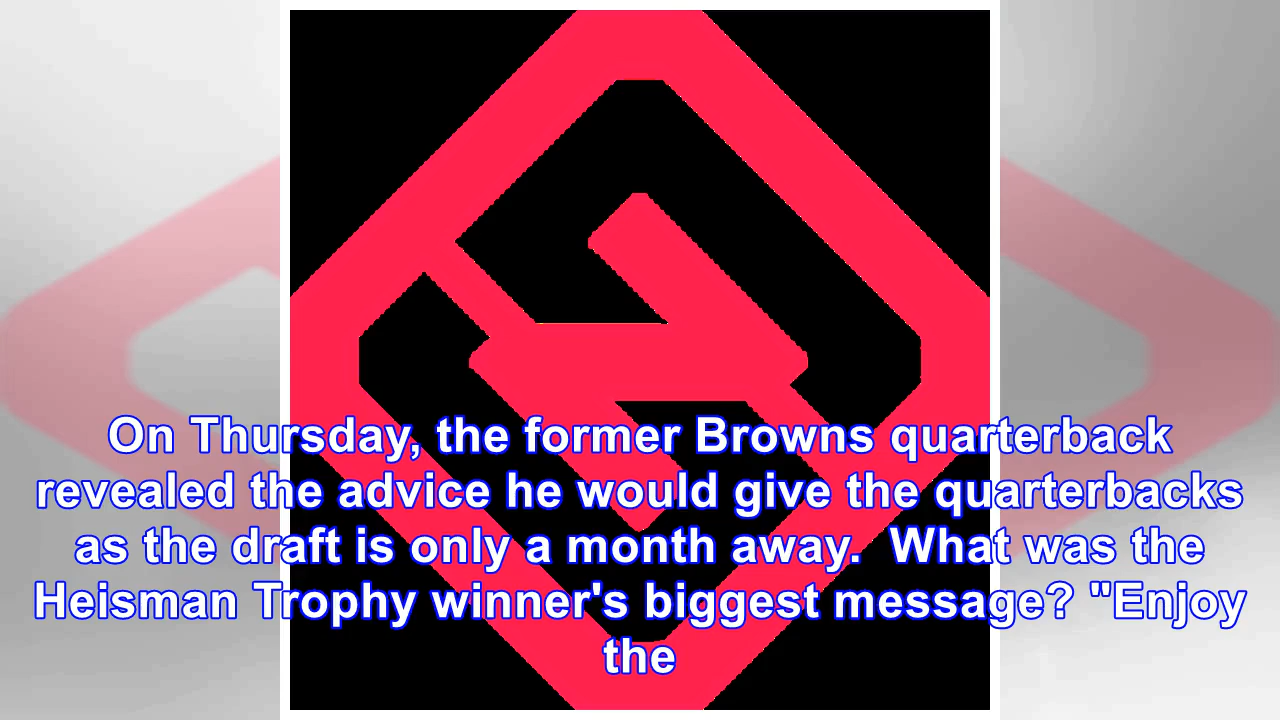 On Thursday, the former Browns quarterback
revealed the advice he would give the quarterbacks
as the draft is only a month away.  What was the
Heisman Trophy winner's biggest message? "Enjoy
the